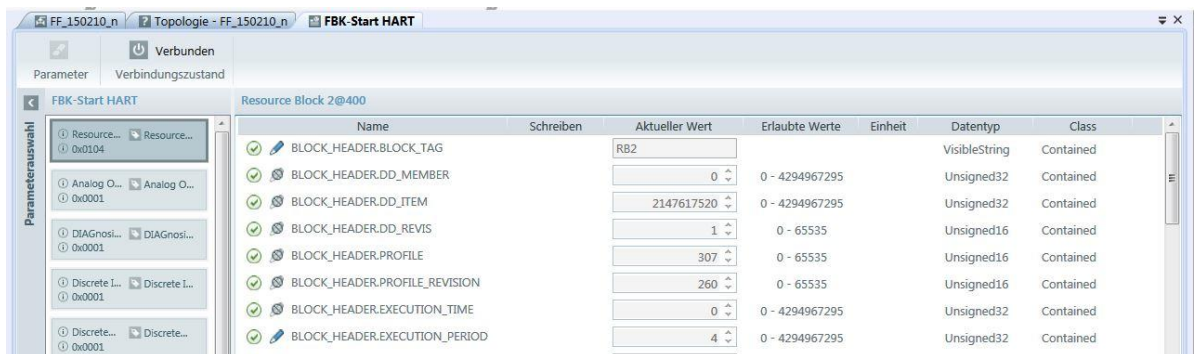 FF_150210_n Topologie - FF_150210_n FBK-Start HART
Verbunden
Parameter Verbindungszustand
FBK-Start HART Resource Block 2@400
Parameterauswahl
Resource... Resource...
0x0104
Analog O... Analog O...
0x0001
DIAGnosi... DIAGnosi...
0x0001
Discrete I... Discrete I...
0x0001
Discrete... Discrete...
0x0001
Name Schreiben Aktueller Wert Erlaubte Werte Einheit Datentyp Class
BLOCK_HEADER.BLOCK_TAG RB2 VisibleString Contained
BLOCK_HEADER.DD_MEMBER 0 0 - 4294967295 Unsigned32 Contained
BLOCK_HEADER.DD_ITEM 2147617520 0 - 4294967295 Unsigned32 Contained
BLOCK_HEADER.DD_REVIS 1 0 - 65535 Unsigned16 Contained
BLOCK_HEADER.PROFILE 307 0 - 65535 Unsigned16 Contained
BLOCK_HEADER.PROFILE_REVISION 260 0 - 65535 Unsigned16 Contained
BLOCK_HEADER.EXECUTION_TIME 0 0 - 4294967295 Unsigned32 Contained
BLOCK_HEADER.EXECUTION_PERIOD 4 0 - 4294967295 Unsigned32 Contained